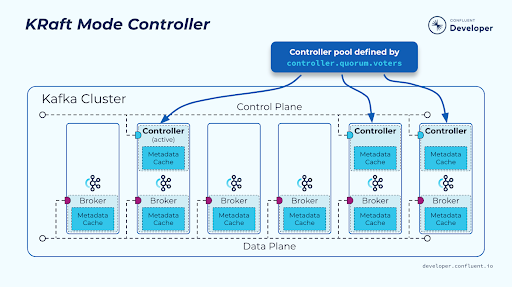 KRaft Mode Controller
CONFLUENT
Developer
Controller pool defined by
controller.quorum.voters
Kafka Cluster
Control Plane
Controller
(active)
Metadata
Cache
Controller
Metadata
Cache
Controller
Metadata
Cache
Broker
Metadata
Cache
Broker
Metadata
Cache
Broker
Metadata
Cache
Broker
Metadata
Cache
Broker
Metadata
Cache
Broker
Metadata
Cache
Data Plane
developer.confluent.io